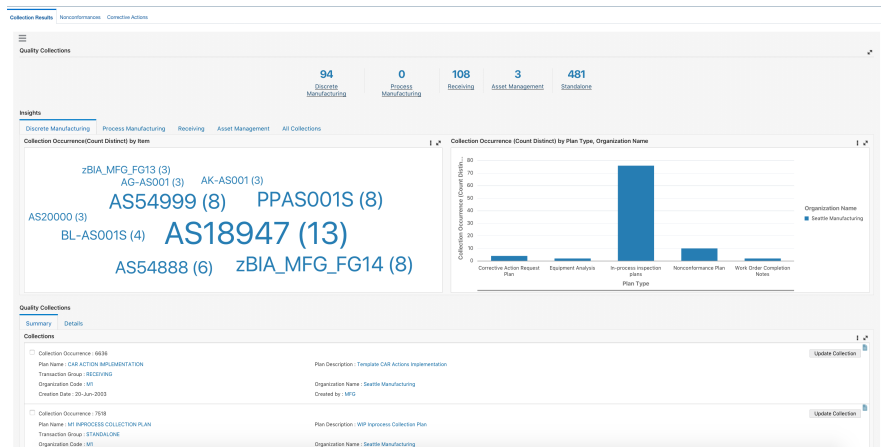 Collection Results Nonconformances Corrective Actions
Quality Collections
94 0 108 3 481
Discrete Manufacturing Process Manufacturing Receiving Asset Management Standalone
Insights
Discrete Manufacturing Process Manufacturing Receiving Asset Management All Collections
Collection Occurrence(Count Distinct) by Item
zBIA_MFG_FG13 (3)
AG-AS001 (3) AK-AS001 (3)
AS54999 (8) PPAS001S (8)
AS20000 (3)
BL-AS001S (4) AS18947 (13)
AS54888 (6) zBIA_MFG_FG14 (8)
Collection Occurrence (Count Distinct) by Plan Type, Organization Name
Collection Occurrence (Count Distin...
80
70
60
50
40
30
20
10
0
Corrective Action Request Plan Equipment Analysis In-process inspection plans Nonconformance Plan Work Order Completion Notes
Plan Type
Organization Name
Seattle Manufacturing
Quality Collections
Summary Details
Collections
Collection Occurrence : 6636 Update Collection
Plan Name : CAR ACTION IMPLEMENTATION Plan Description : Template CAR Actions Implementation
Transaction Group : RECEIVING
Organization Code : M1 Organization Name : Seattle Manufacturing
Creation Date : 20-Jun-2003 Created by : MFG
Collection Occurrence : 7518 Update Collection
Plan Name : M1 INPROCESS COLLECTION PLAN Plan Description : WIP Inprocess Collection Plan
Transaction Group : STANDALONE
Organization Code : M1 Organization Name : Seattle Manufacturing